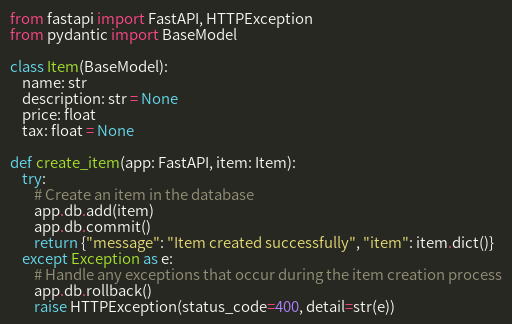 from fastapi import FastAPI, HTTPException
from pydantic import BaseModel

class Item(BaseModel):
    name: str
    description: str = None
    price: float
    tax: float = None

def create_item(app: FastAPI, item: Item):
    try:
        # Create an item in the database
        app.db.add(item)
        app.db.commit()
        return {"message": "Item created successfully", "item": item.dict()}
    except Exception as e:
        # Handle any exceptions that occur during the item creation process
        app.db.rollback()
        raise HTTPException(status_code=400, detail=str(e))